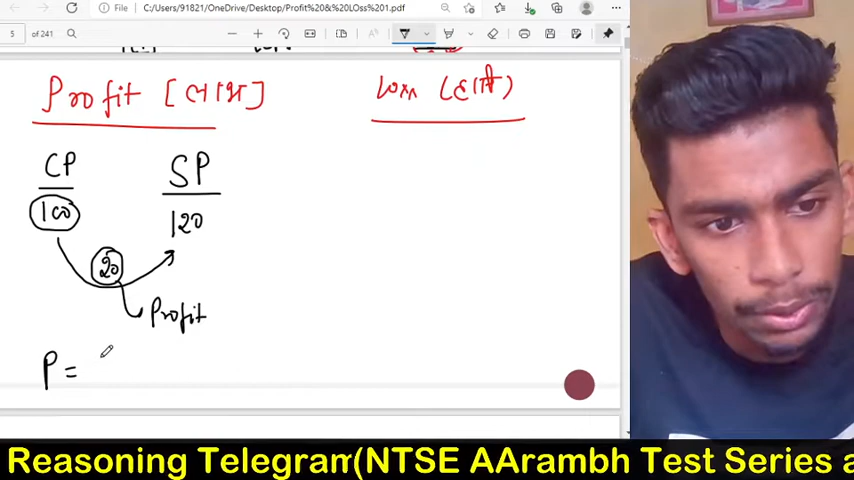 C:/Users/91821/OneDrive/Desktop/Profit%20&%20LOss%201.pdf
5 of 241
Profit [लाभ] Loss (हानि)
CP SP
100 120
20
Profit
P =
Reasoning Telegram(NTSE AArambh Test Series a